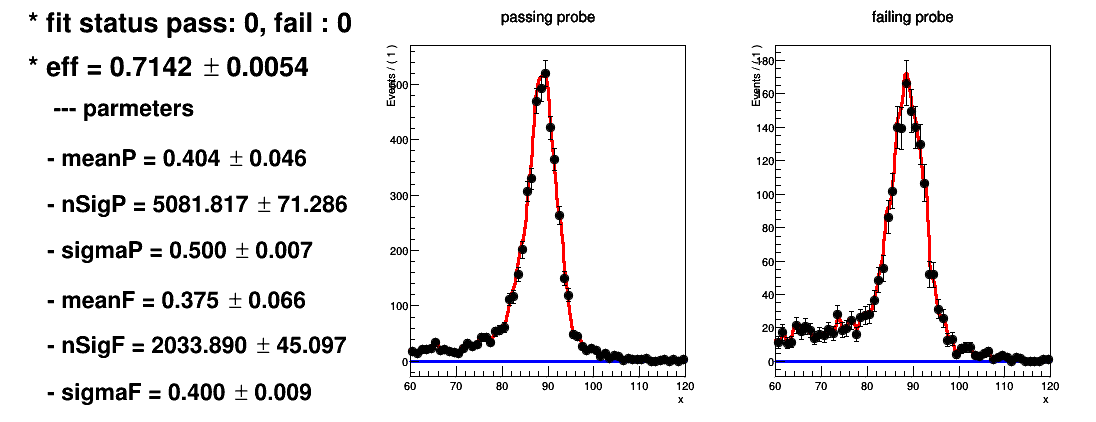 * fit status pass: 0, fail : 0
* eff = 0.7142 ± 0.0054
--- parmeters
- meanP = 0.404 ± 0.046
- nSigP = 5081.817 ± 71.286
- sigmaP = 0.500 ± 0.007
- meanF = 0.375 ± 0.066
- nSigF = 2033.890 ± 45.097
- sigmaF = 0.400 ± 0.009
passing probe
Events / ( 1 )
500
400
300
200
100
0
60 70 80 90 100 110 120
x
failing probe
Events / ( 1 )
180
160
140
120
100
80
60
40
20
0
60 70 80 90 100 110 120
x